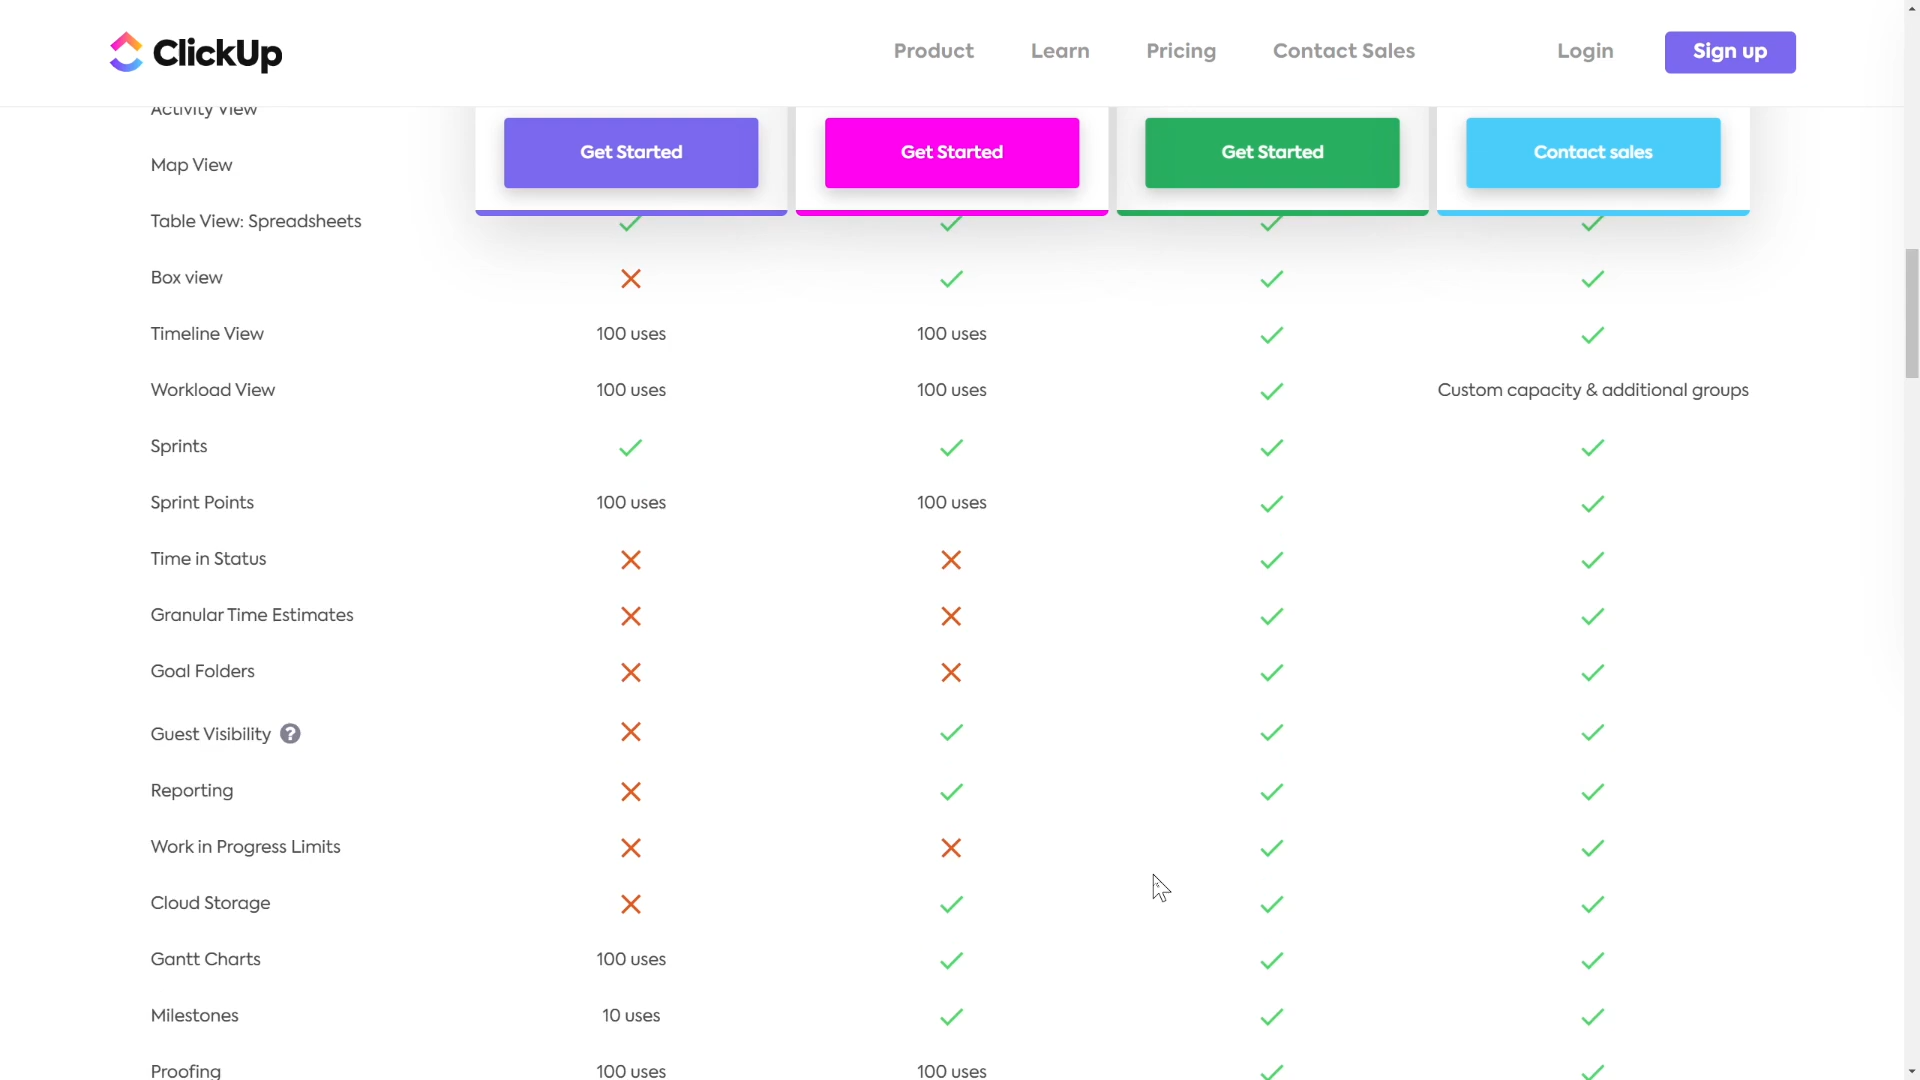 ClickUp Product Learn Pricing Contact Sales Login Sign up
Activity View
Get Started Get Started Get Started Contact sales
Map View
Table View: Spreadsheets
Box view
Timeline View 100 uses 100 uses
Workload View 100 uses 100 uses Custom capacity & additional groups
Sprints
Sprint Points 100 uses 100 uses
Time in Status
Granular Time Estimates
Goal Folders
Guest Visibility ?
Reporting
Work in Progress Limits
Cloud Storage
Gantt Charts 100 uses
Milestones 10 uses
Proofing 100 uses 100 uses